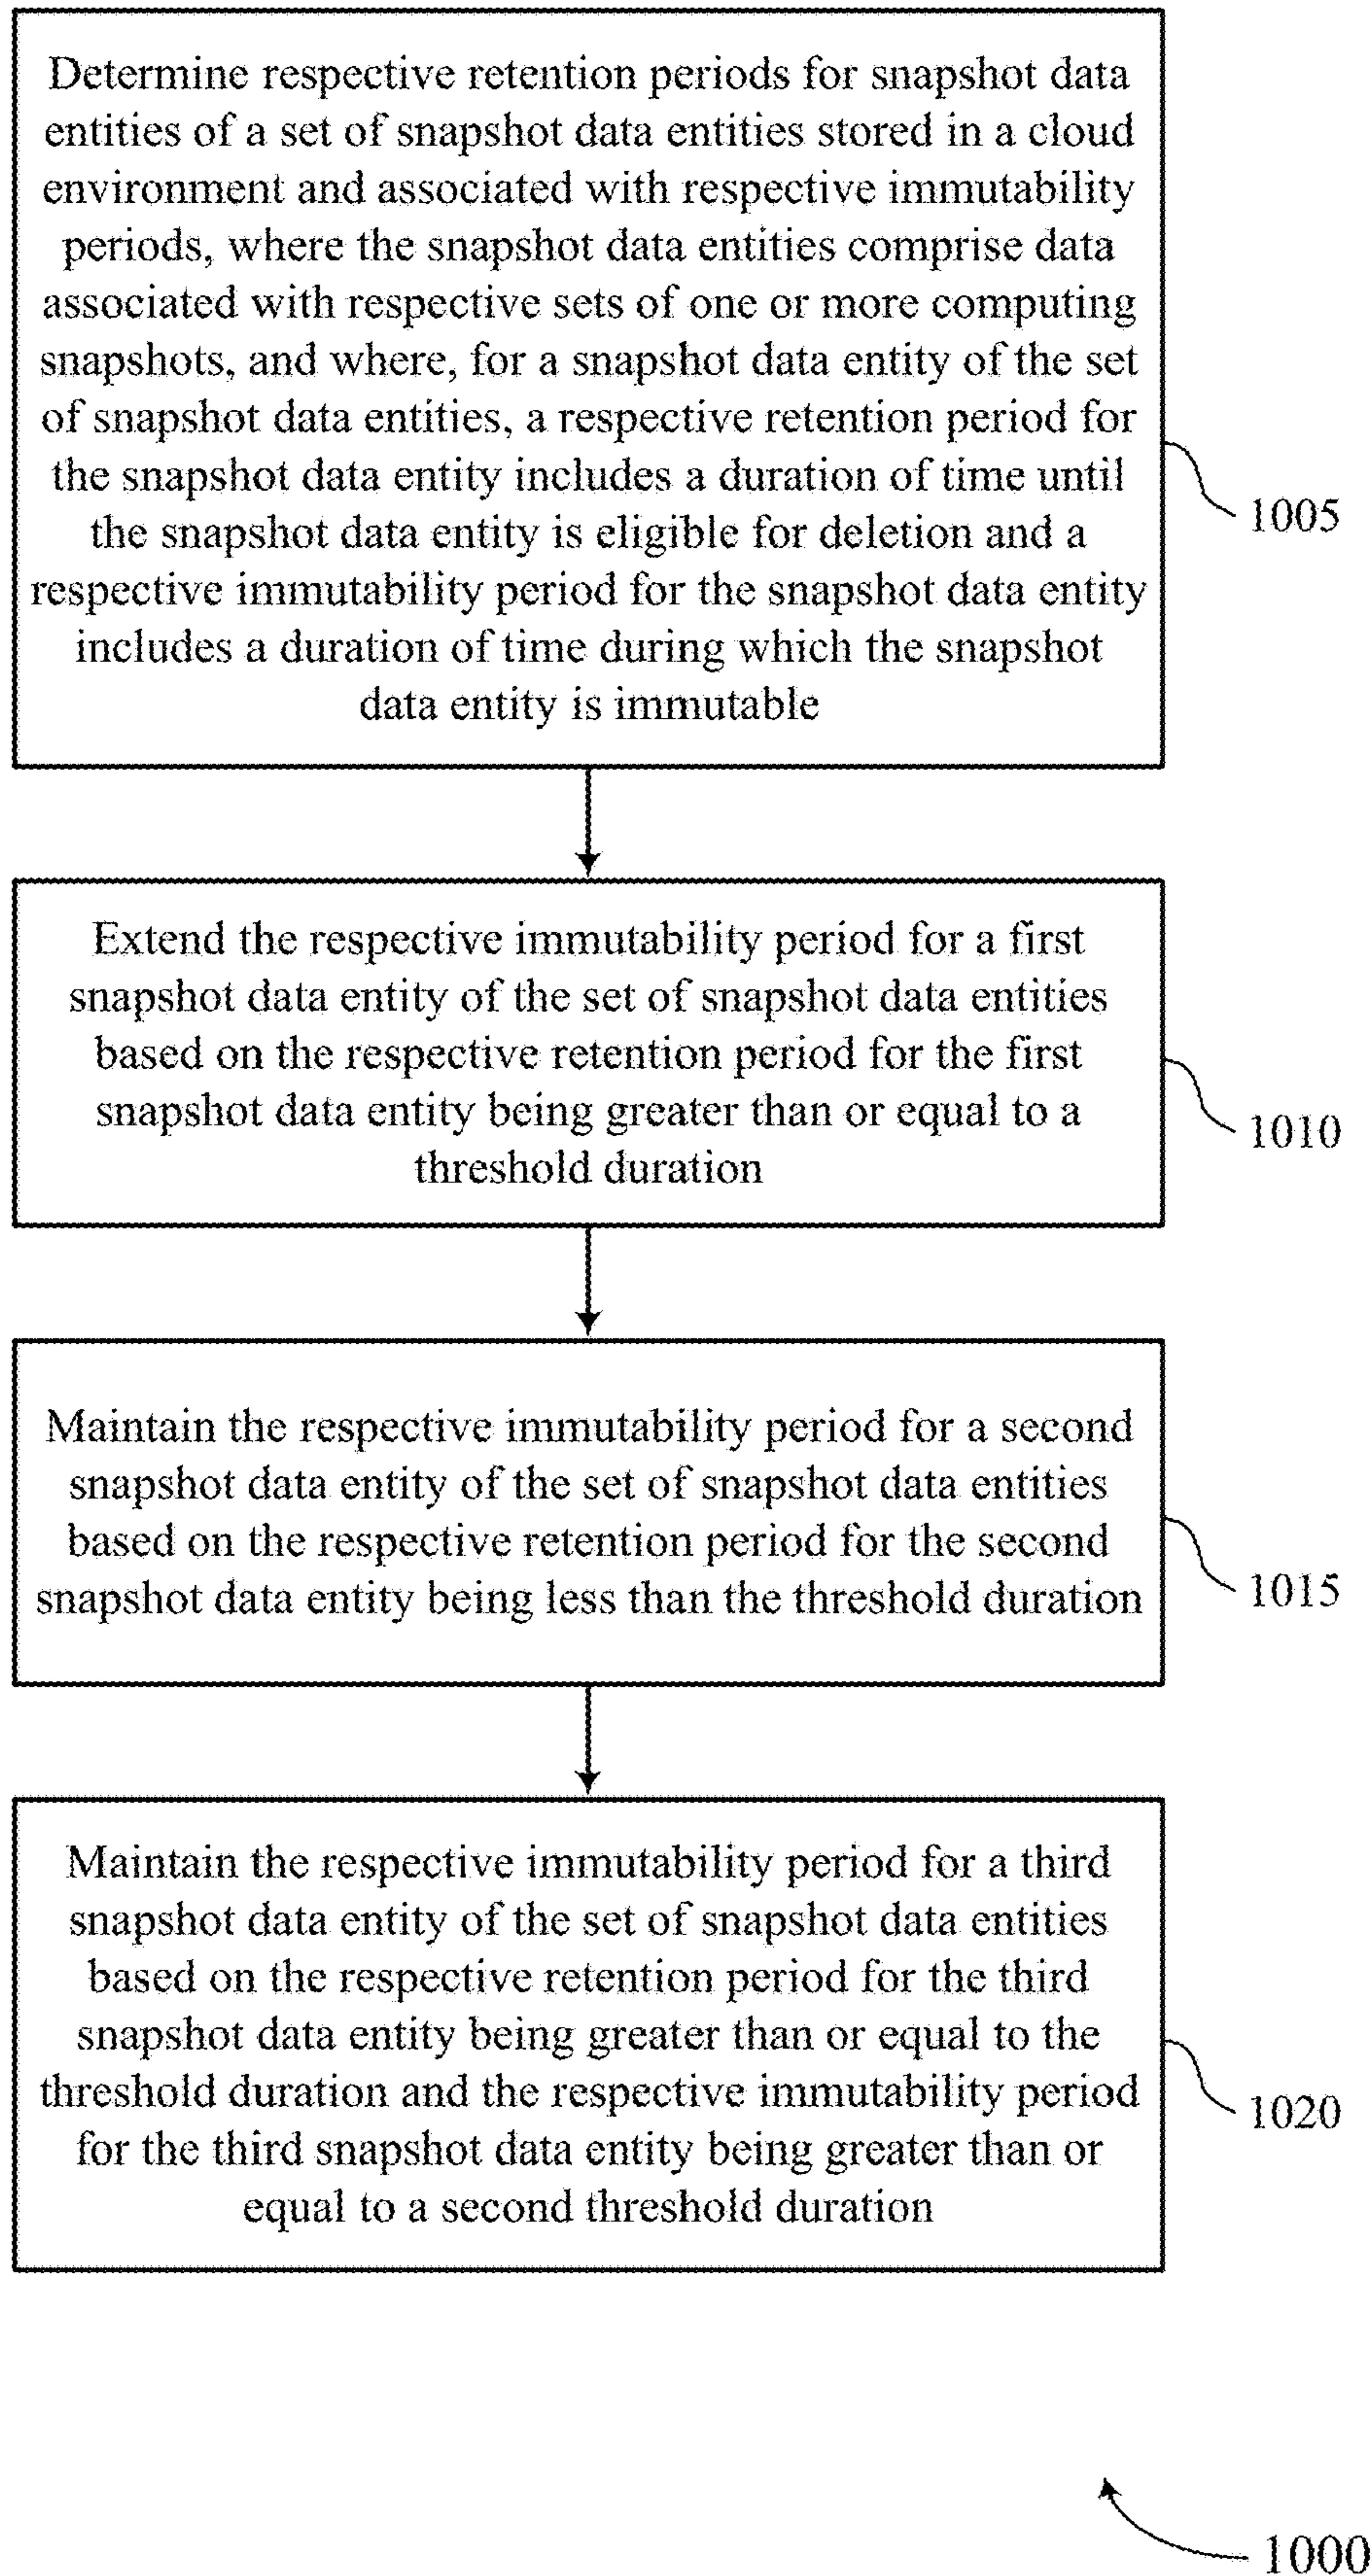 Determine respective retention periods for snapshot data
entities of a set of snapshot data entities stored in a cloud
environment and associated with respective immutability
periods, where the snapshot data entities comprise data
associated with respective sets of one or more computing
snapshots, and where, for a snapshot data entity of the set
of snapshot data entities, a respective retention period for
the snapshot data entity includes a duration of time until
the snapshot data entity is eligible for deletion and a
respective immutability period for the snapshot data entity
includes a duration of time during which the snapshot
data entity is immutable
1005
Extend the respective immutability period for a first
snapshot data entity of the set of snapshot data entities
based on the respective retention period for the first
snapshot data entity being greater than or equal to a
threshold duration
1010
Maintain the respective immutability period for a second
snapshot data entity of the set of snapshot data entities
based on the respective retention period for the second
snapshot data entity being less than the threshold duration
1015
Maintain the respective immutability period for a third
snapshot data entity of the set of snapshot data entities
based on the respective retention period for the third
snapshot data entity being greater than or equal to the
threshold duration and the respective immutability period
for the third snapshot data entity being greater than or
equal to a second threshold duration
1020
1000